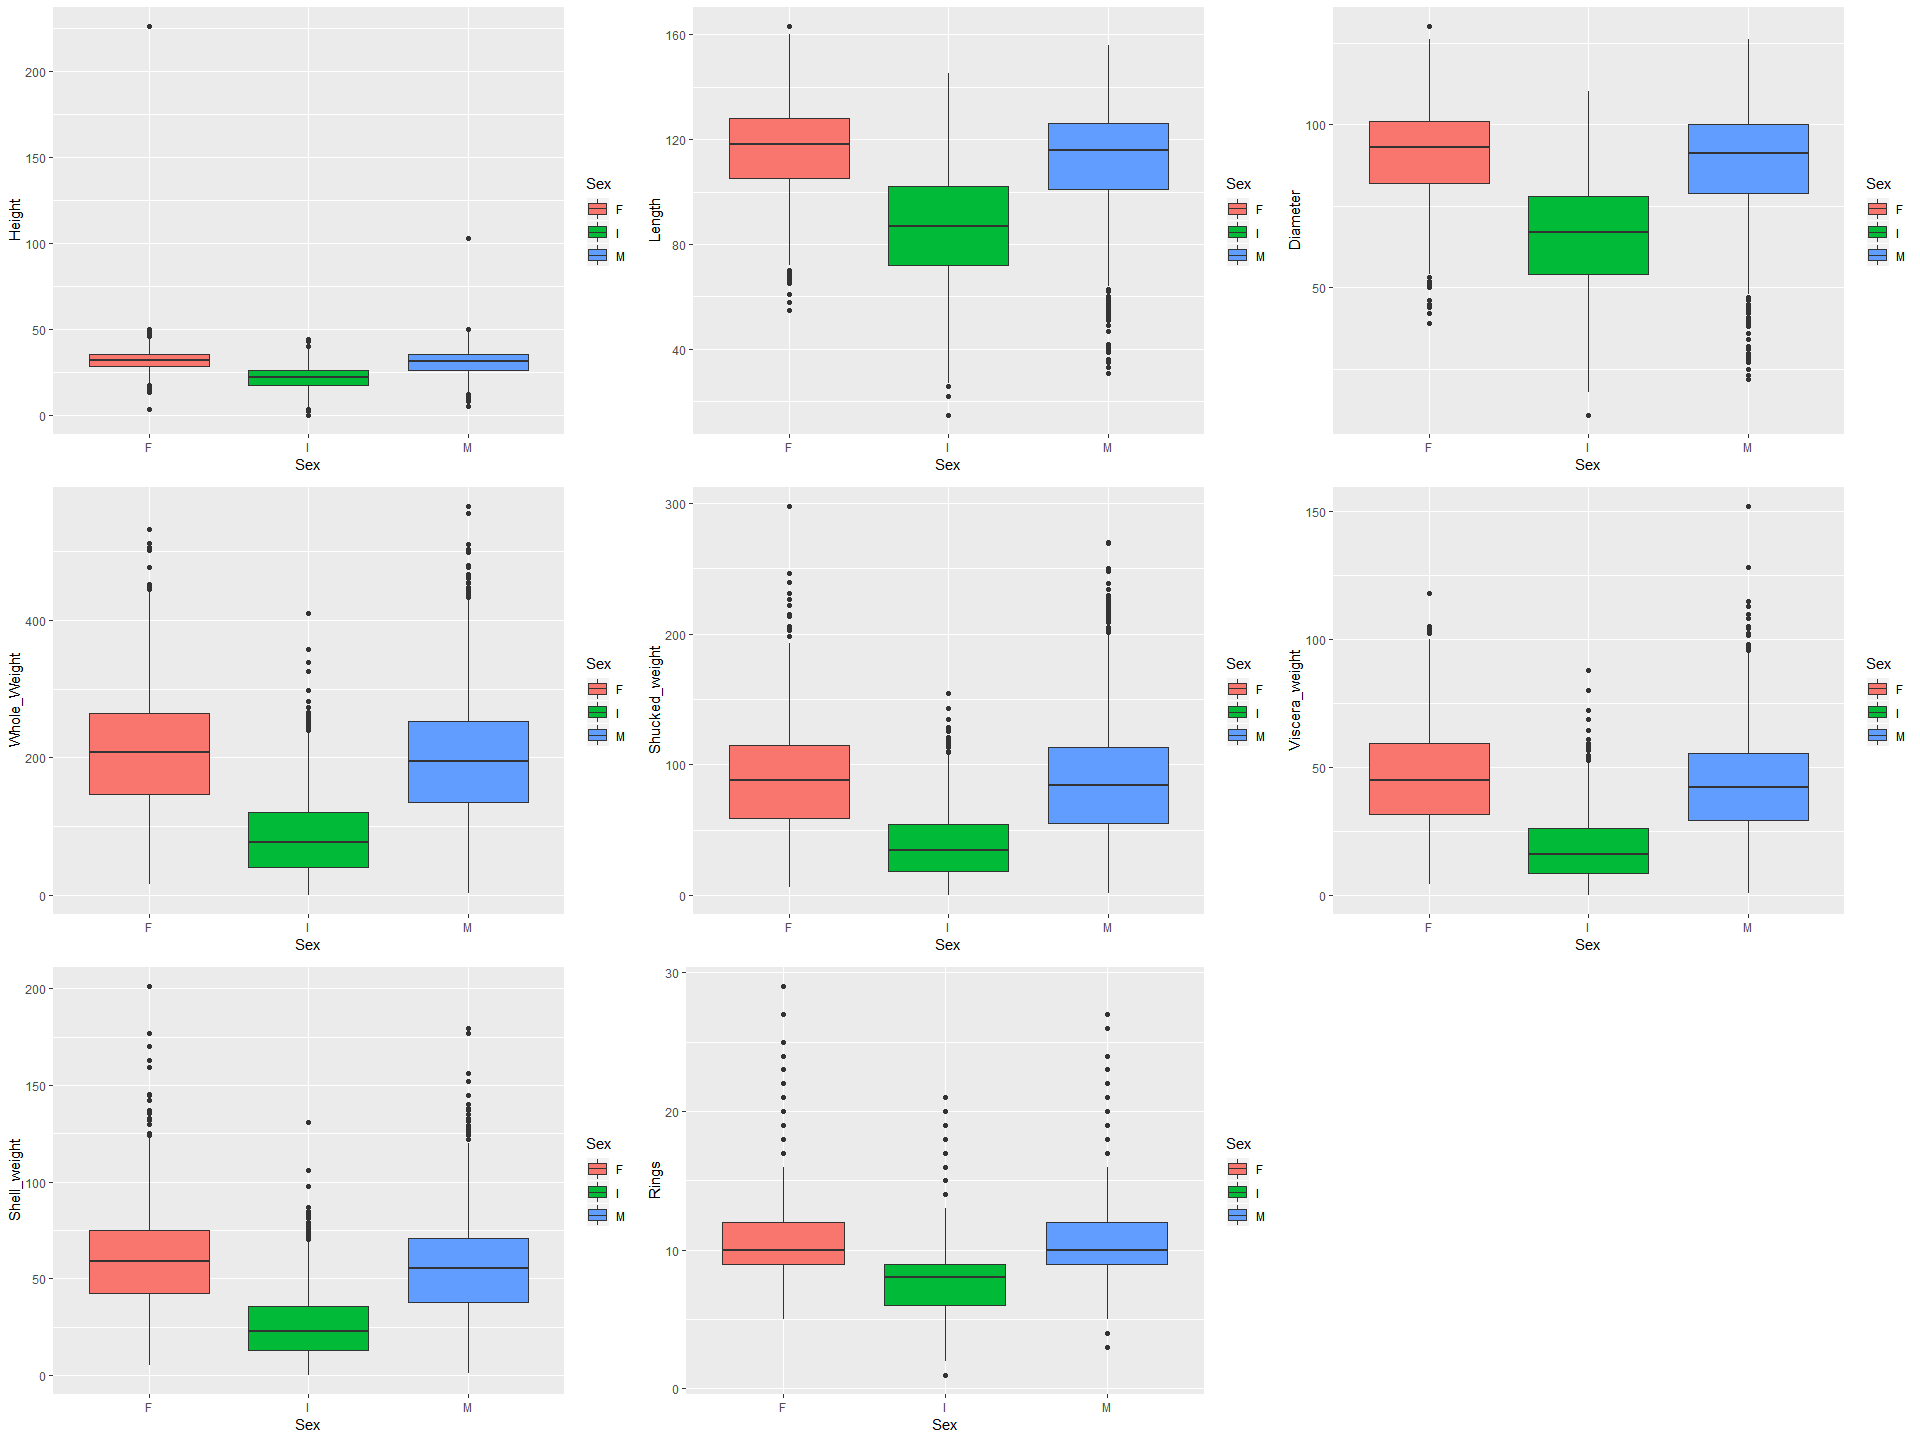 Height
200
150
100
50
0
F I M
Sex
Sex
F
I
M
Length
160
120
80
40
F I M
Sex
Sex
F
I
M
Diameter
100
50
F I M
Sex
Sex
F
I
M
Whole_Weight
400
200
0
F I M
Sex
Sex
F
I
M
Shucked_weight
300
200
100
0
F I M
Sex
Sex
F
I
M
Viscera_weight
150
100
50
0
F I M
Sex
Sex
F
I
M
Shell_weight
200
150
100
50
0
F I M
Sex
Sex
F
I
M
Rings
30
20
10
0
F I M
Sex
Sex
F
I
M